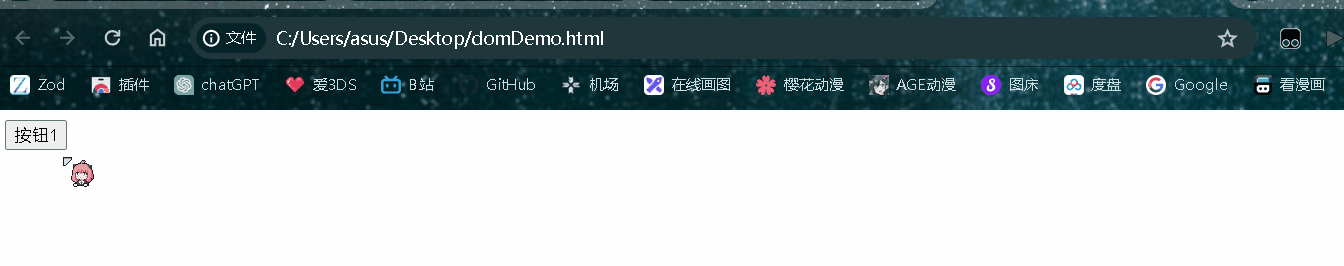 文件 C:/Users/asus/Desktop/domDemo.html
Zod 插件 chatGPT 爱3DS B站 GitHub 机场 在线画图 樱花动漫 AGE动漫 图床 度盘 Google 看漫画
按钮1